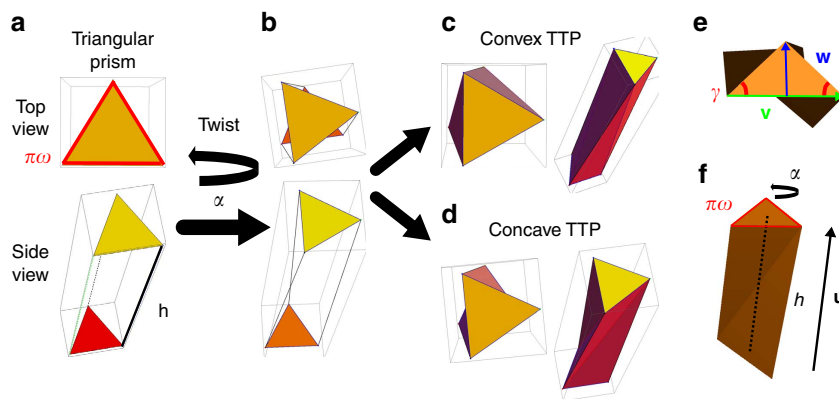 a
Triangular
prism
Top
view
πω
Side
view
h
b
Twist
α
c
Convex TTP
d
Concave TTP
e
w
γ
v
f
α
πω
h
u